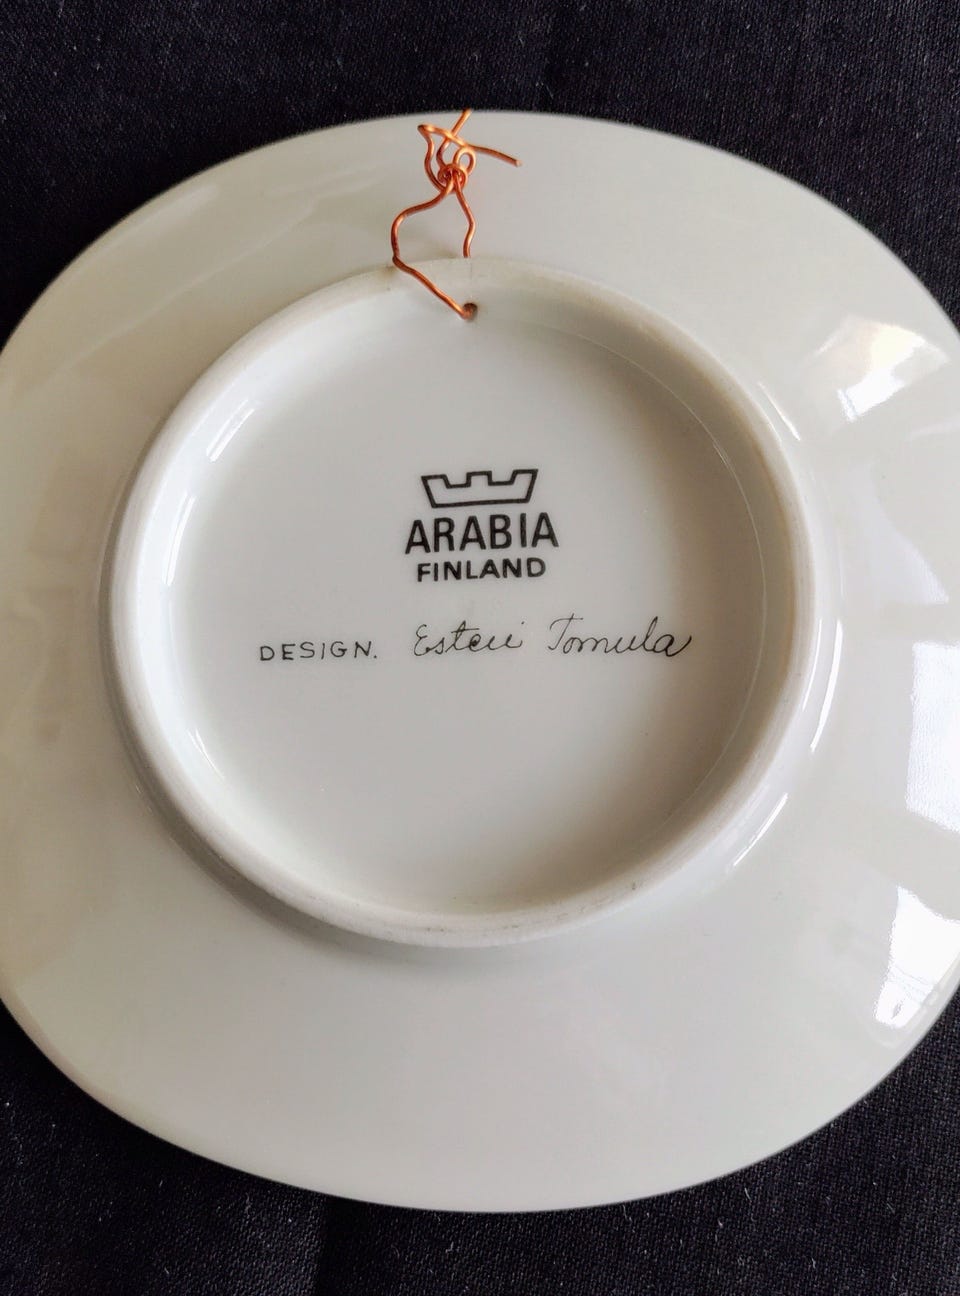 ARABIA
FINLAND
DESIGN. Esteri Tomula